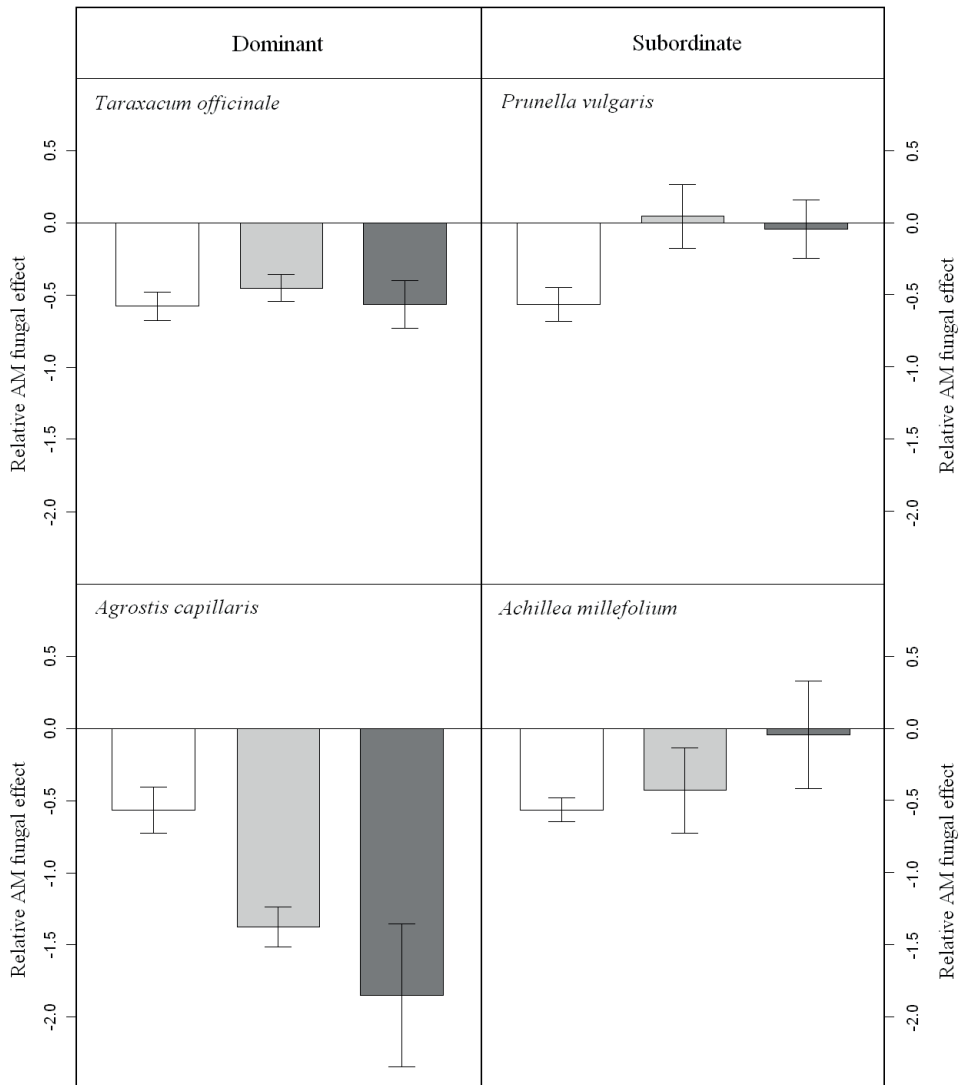 Dominant
Subordinate
Taraxacum officinale
Prunella vulgaris
Relative AM fungal effect
0.5
0.0
-0.5
-1.0
-1.5
-2.0
0.5
0.0
-0.5
-1.0
-1.5
-2.0
Relative AM fungal effect
Agrostis capillaris
Achillea millefolium
Relative AM fungal effect
0.5
0.0
-0.5
-1.0
-1.5
-2.0
0.5
0.0
-0.5
-1.0
-1.5
-2.0
Relative AM fungal effect